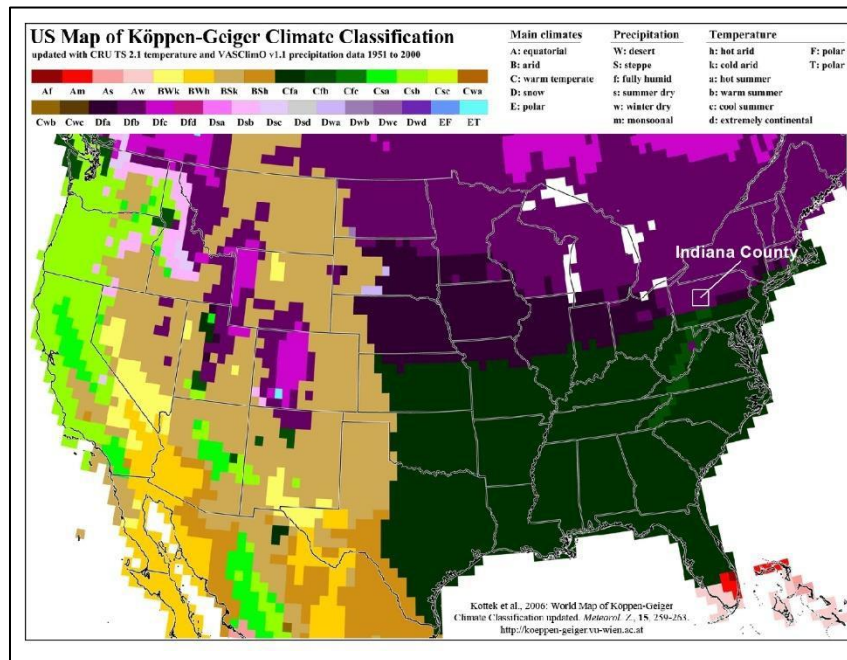 US Map of Köppen-Geiger Climate Classification
updated with CRU TS 2.1 temperature and VASClimO v1.1 precipitation data 1951 to 2000
Af Am As Aw BWk BWh BSk BSh Cfa Cfb Cfc Csa Csb Csc Cwa
Cwb Cwc Dfa Dfb Dfc Dfd Dsa Dsb Dsc Dsd Dwa Dwb Dwc Dwd EF ET
Main climates
A: equatorial
B: arid
C: warm temperate
D: snow
E: polar
Precipitation
W: desert
S: steppe
f: fully humid
s: summer dry
w: winter dry
m: monsoonal
Temperature
h: hot arid F: polar
k: cold arid T: polar
a: hot summer
b: warm summer
c: cool summer
d: extremely continental
Indiana County
Kottek et al., 2006: World Map of Köppen-Geiger
Climate Classification updated. Meteorol. Z., 15, 259-263.
http://koeppen-geiger.vu-wien.ac.at